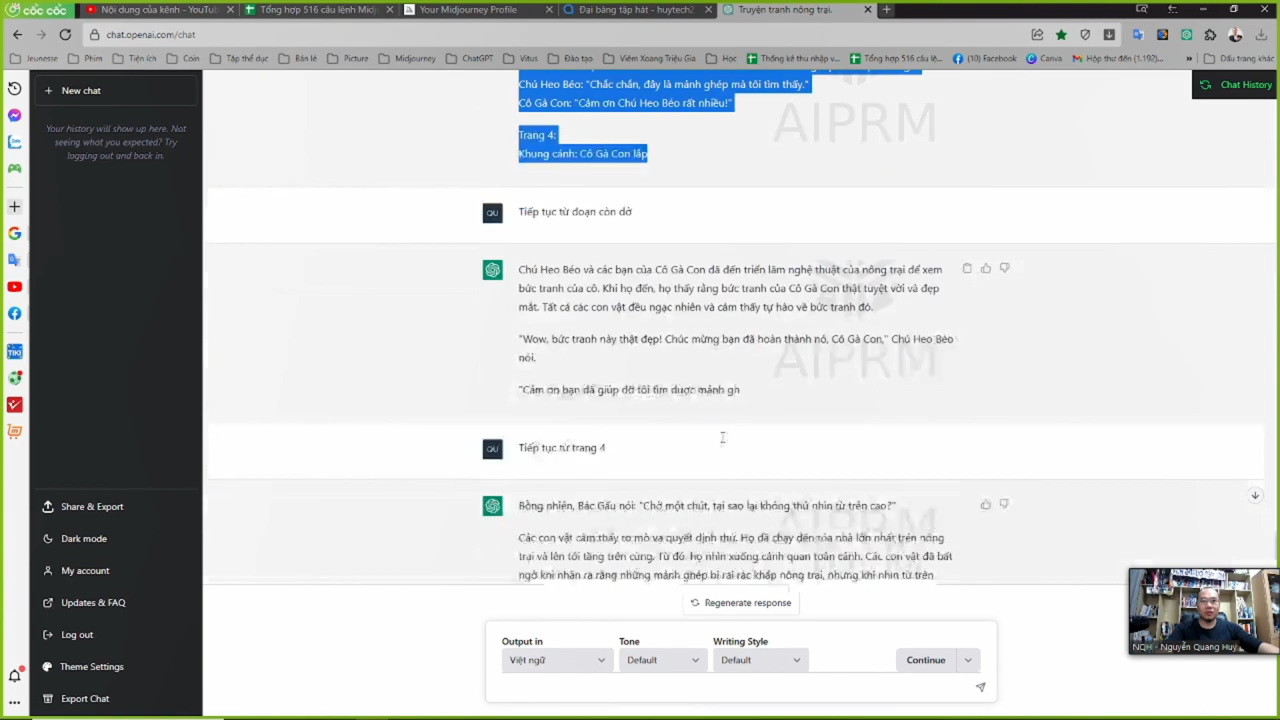 cốc cốc
Nội dung của kênh - YouTub
Tổng hợp 516 câu lệnh Midj
Your Midjourney Profile
Đại bàng tập hát - huytech2
Truyện tranh nông trại.
chat.openai.com/chat
Jeunesse
Phim
Tiện ích
Coin
Tập thể dục
Bán lẻ
Picture
Midjourney
ChatGPT
Vitus
Đào tạo
Viêm Xoang Triệu Gia
Học
Thống kê thu nhập v...
Tổng hợp 516 câu lệ...
(10) Facebook
Canva
Hộp thư đến (1.192)...
Dấu trang khác
New chat
Your history will show up here. Not
seeing what you expected? Try
logging out and back in.
Share & Export
Dark mode
My account
Updates & FAQ
Log out
Theme Settings
Export Chat
Chat History
AIPRM
Chú Heo Béo: "Chắc chắn, đây là mảnh ghép mà tôi tìm thấy."
Cô Gà Con: "Cảm ơn Chú Heo Béo rất nhiều!"
Trang 4:
Khung cảnh: Cô Gà Con lắp
QU
Tiếp tục từ đoạn còn dở
Chú Heo Béo và các bạn của Cô Gà Con đã đến triển lãm nghệ thuật của nông trại để xem
bức tranh của cô. Khi họ đến, họ thấy rằng bức tranh của Cô Gà Con thật tuyệt vời và đẹp
mắt. Tất cả các con vật đều ngạc nhiên và cảm thấy tự hào về bức tranh đó.
"Wow, bức tranh này thật đẹp! Chúc mừng bạn đã hoàn thành nó, Cô Gà Con," Chú Heo Béo
nói.
AIPRM
"Cảm ơn bạn đã giúp đỡ tôi tìm được mảnh gh
QU
Tiếp tục từ trang 4
Bỗng nhiên, Bác Gấu nói: "Chờ một chút, tại sao lại không thử nhìn từ trên cao?"
Các con vật cảm thấy tò mò và quyết định thử. Họ đã chạy đến tòa nhà lớn nhất trên nông
trại và lên tới tầng trên cùng. Từ đó, họ nhìn xuống cảnh quan toàn cảnh. Các con vật đã bất
ngờ khi nhận ra rằng những mảnh ghép bị rải rác khắp nông trại, nhưng khi nhìn từ trên
Regenerate response
Output in
Tone
Writing Style
Việt ngữ
Default
Default
Continue
NQH - Nguyễn Quang Huy